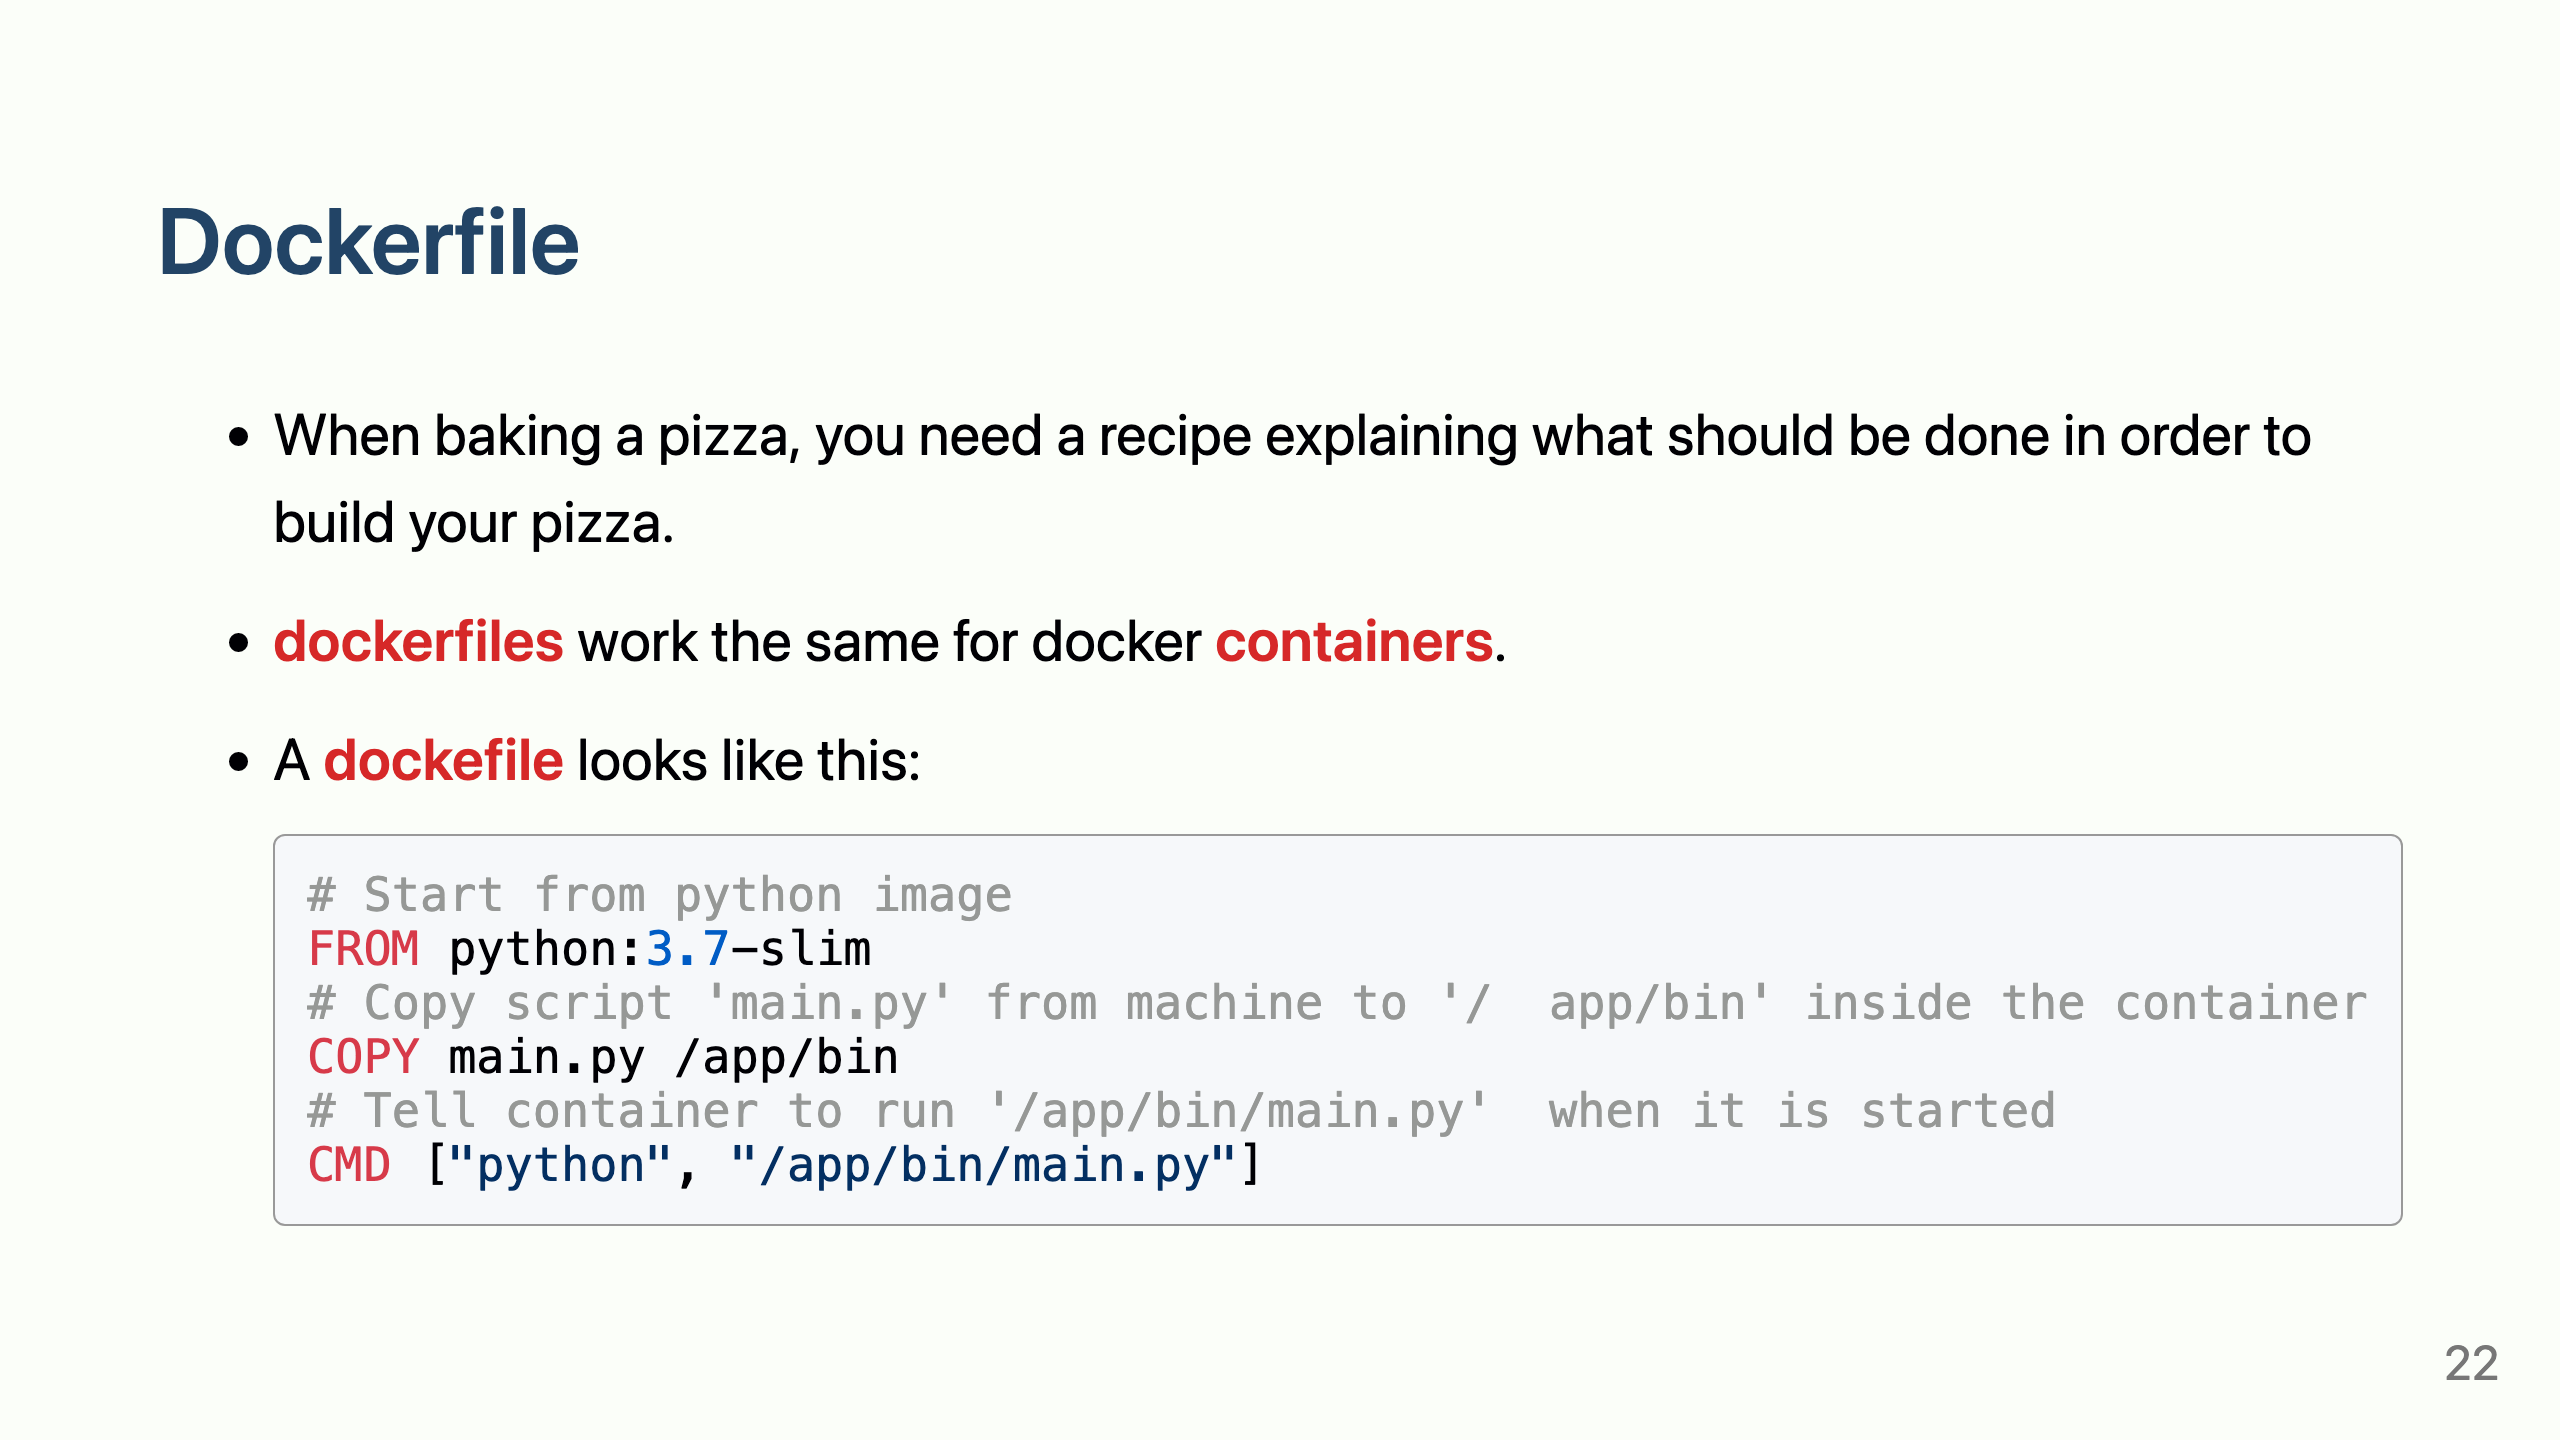 Dockerfile
• When baking a pizza, you need a recipe explaining what should be done in order to
build your pizza.
• dockerfiles work the same for docker containers.
• A dockefile looks like this:
# Start from python image
FROM python:3.7-slim
# Copy script 'main.py' from machine to '/  app/bin' inside the container
COPY main.py /app/bin
# Tell container to run '/app/bin/main.py'  when it is started
CMD ["python", "/app/bin/main.py"]
22